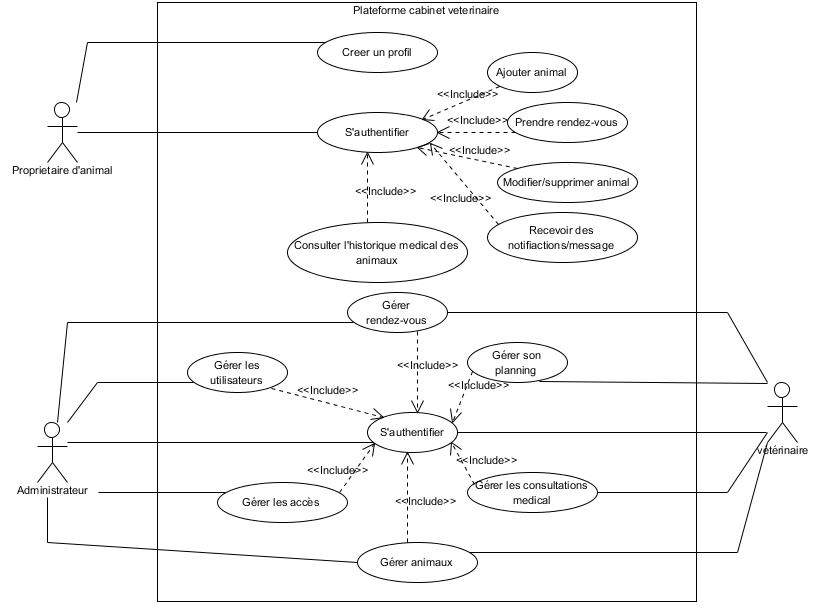 Plateforme cabinet veterinaire
Creer un profil
Ajouter animal
<<Include>>
Prendre rendez-vous
<<Include>>
S'authentifier
<<Include>>
Proprietaire d'animal
Modifier/supprimer animal
<<Include>>
<<Include>>
Recevoir des
notifiactions/message
Consulter l'historique medical des
animaux
Gérer
rendez-vous
Gérer les
utilisateurs
<<Include>>
Gérer son
planning
<<Include>>
<<Include>>
S'authentifier
vétérinaire
<<Include>>
<<Include>>
Administrateur
Gérer les accès
<<Include>>
Gérer les consultations
medical
Gérer animaux